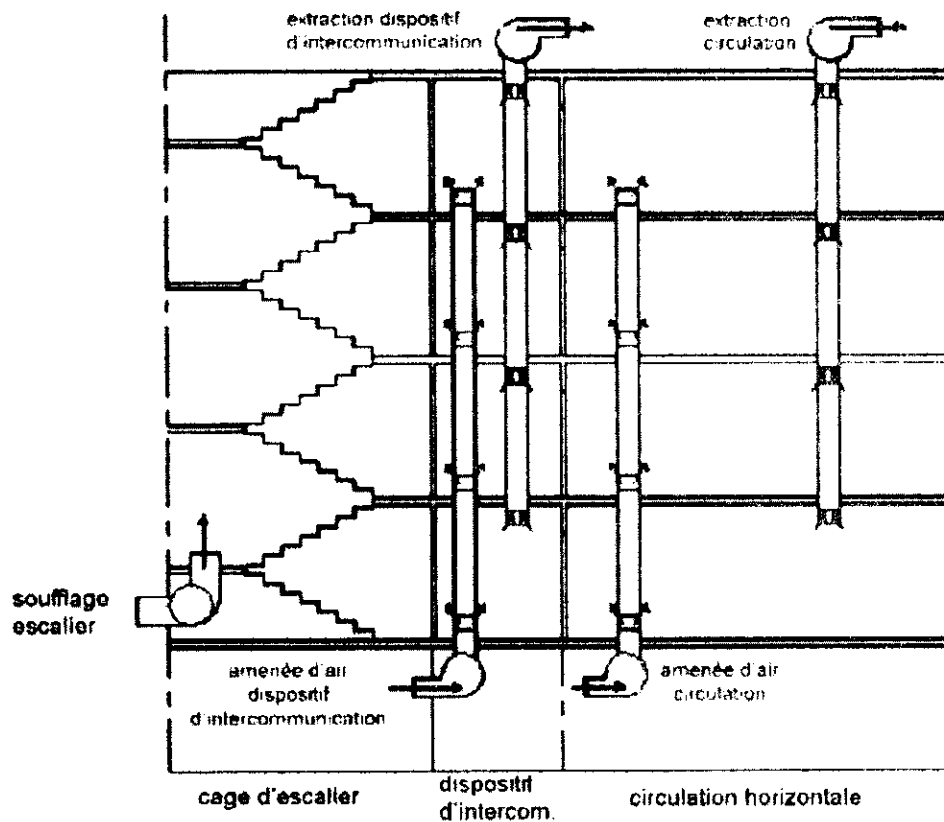 extraction dispositif
d'intercommunication
extraction
circulation
soufflage
escalier
amenée d'air
dispositif
d'intercommunication
amenée d'air
circulation
cage d'escalier
dispositif
d'intercom.
circulation horizontale